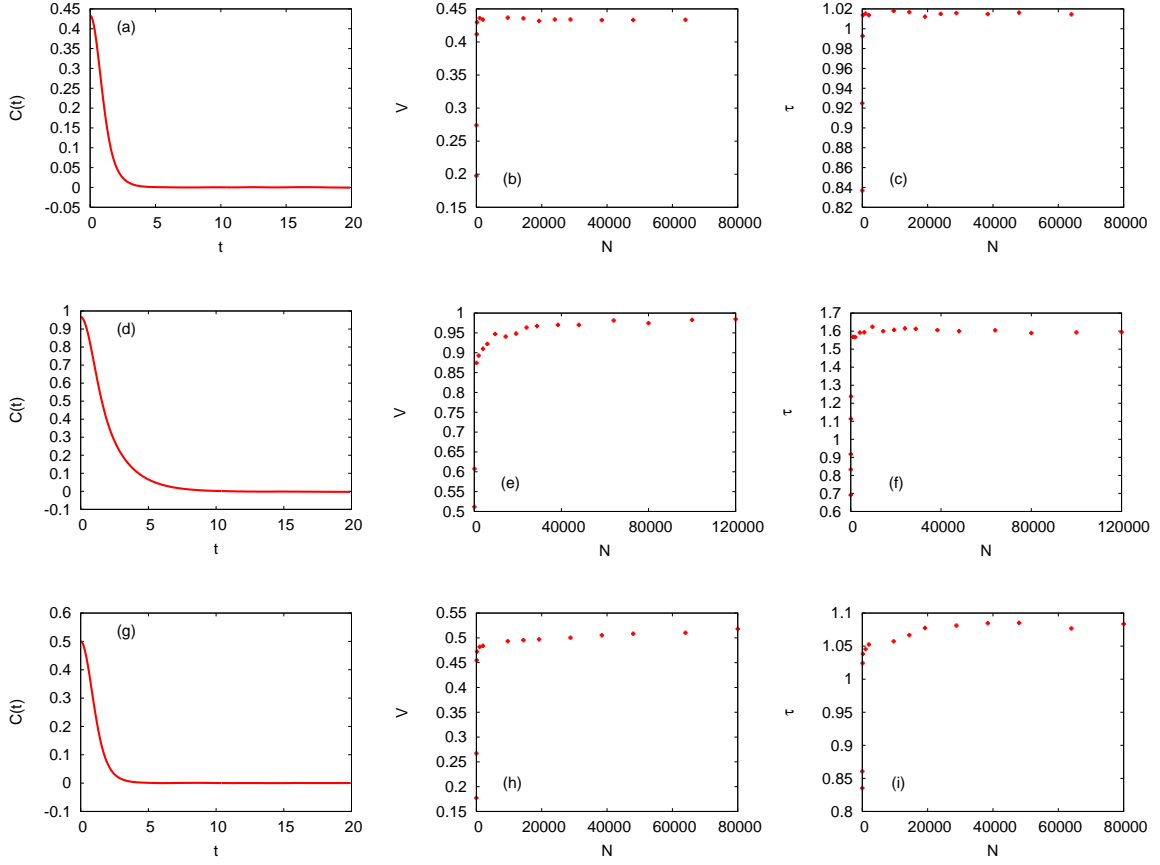 0.45
0.4
0.35
0.3
0.25
0.2
0.15
0.1
0.05
0
-0.05
C(t)
(a)
0 5 10 15 20
t
0.45
0.4
0.35
0.3
0.25
0.2
0.15
V
(b)
0 20000 40000 60000 80000
N
1.02
1
0.98
0.96
0.94
0.92
0.9
0.88
0.86
0.84
0.82
τ
(c)
0 20000 40000 60000 80000
N
1
0.9
0.8
0.7
0.6
0.5
0.4
0.3
0.2
0.1
0
-0.1
C(t)
(d)
0 5 10 15 20
t
1
0.95
0.9
0.85
0.8
0.75
0.7
0.65
0.6
0.55
0.5
V
(e)
0 40000 80000 120000
N
1.7
1.6
1.5
1.4
1.3
1.2
1.1
1
0.9
0.8
0.7
0.6
τ
(f)
0 40000 80000 120000
N
0.6
0.5
0.4
0.3
0.2
0.1
0
-0.1
C(t)
(g)
0 5 10 15 20
t
0.55
0.5
0.45
0.4
0.35
0.3
0.25
0.2
0.15
V
(h)
0 20000 40000 60000 80000
N
1.1
1.05
1
0.95
0.9
0.85
0.8
τ
(i)
0 20000 40000 60000 80000
N